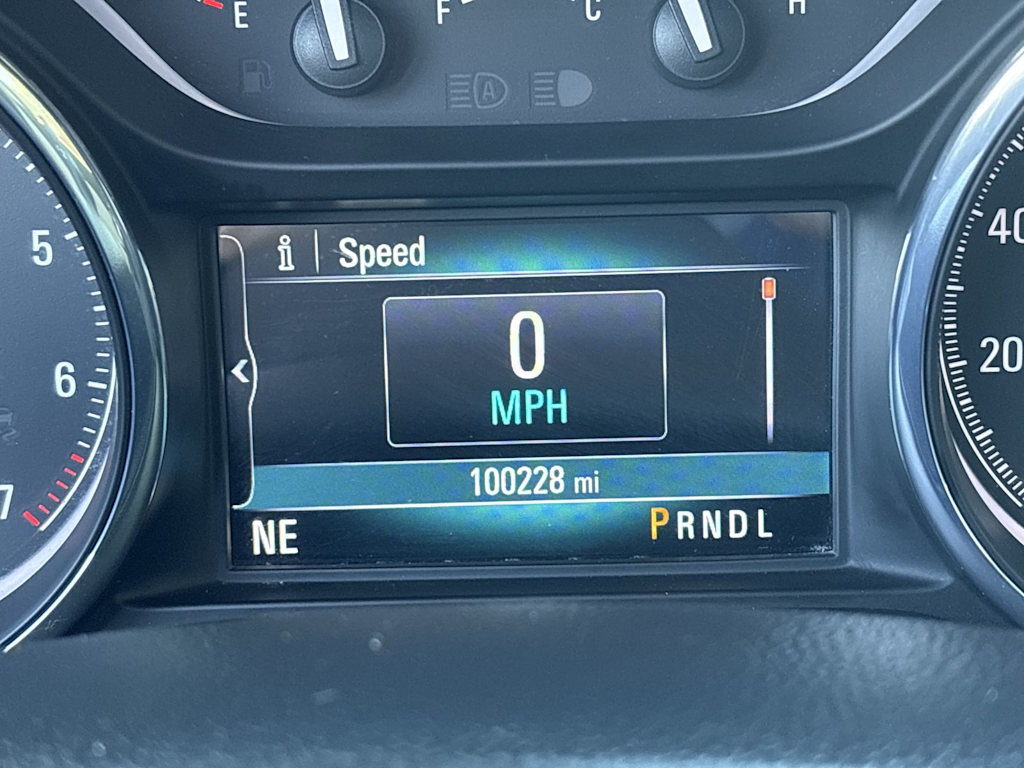 E F C H
A
i Speed
5
40
0
6
20
MPH
7
100228 mi
NE
PRNDL